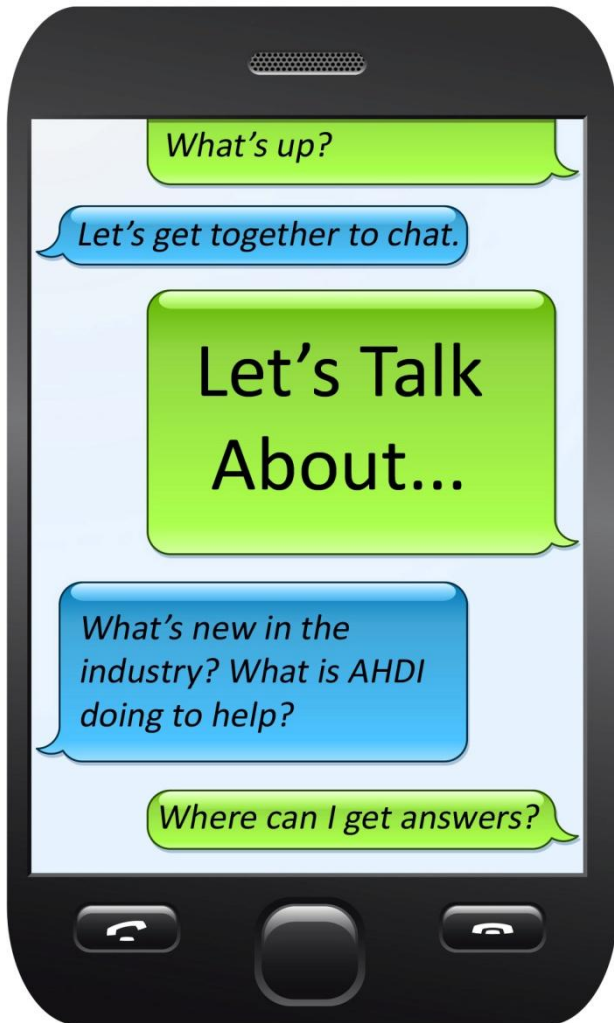 What’s up?
Let’s get together to chat.
Let’s Talk
About...
What’s new in the
industry? What is AHDI
doing to help?
Where can I get answers?